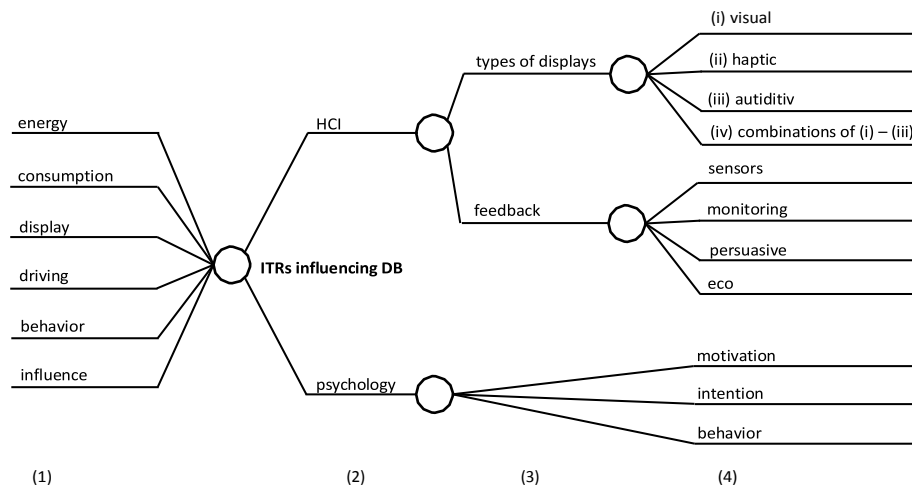 energy
consumption
display
driving
behavior
influence
ITRs influencing DB
HCI
psychology
types of displays
feedback
(i) visual
(ii) haptic
(iii) autiditiv
(iv) combinations of (i) – (iii)
sensors
monitoring
persuasive
eco
motivation
intention
behavior
(1)
(2)
(3)
(4)